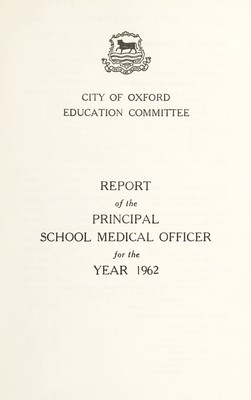 CITY OF OXFORD
EDUCATION COMMITTEE
REPORT
of the
PRINCIPAL
SCHOOL MEDICAL OFFICER
for the
YEAR 1962